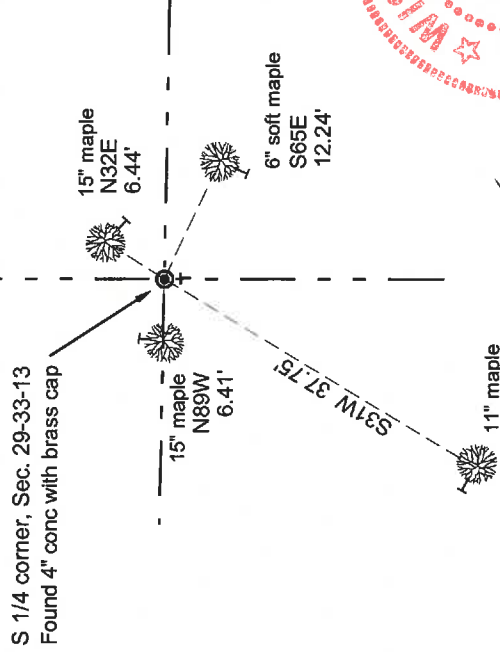 S 1/4 corner, Sec. 29-33-13
Found 4" conc with brass cap
15" maple
N32E
6.44'
6" soft maple
S65E
12.24'
15" maple
N89W
6.41'
S31W 37.75'
11" maple